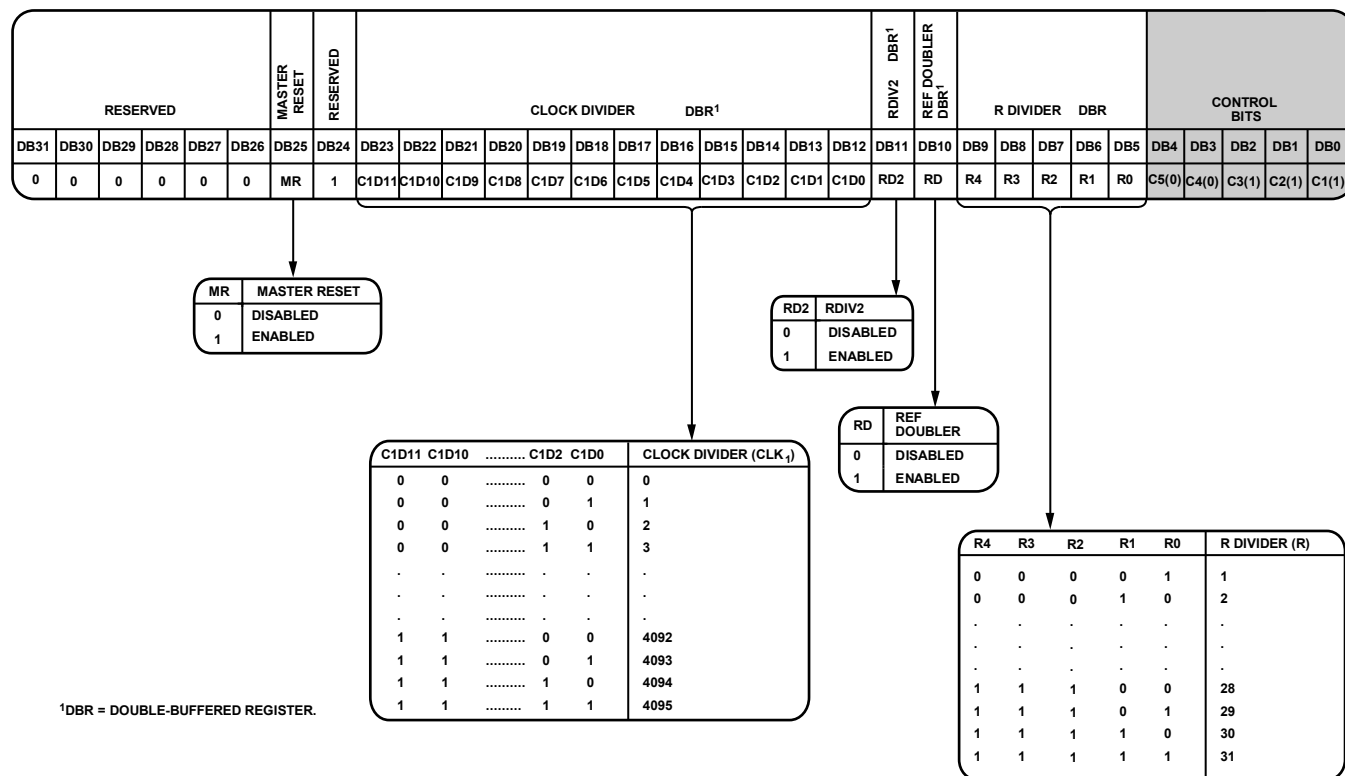 RESERVED
MASTER RESET
RESERVED
CLOCK DIVIDER DBR¹
RDIV2 DBR¹
REF DOUBLER DBR¹
R DIVIDER DBR
CONTROL BITS
DB31 DB30 DB29 DB28 DB27 DB26 DB25 DB24 DB23 DB22 DB21 DB20 DB19 DB18 DB17 DB16 DB15 DB14 DB13 DB12 DB11 DB10 DB9 DB8 DB7 DB6 DB5 DB4 DB3 DB2 DB1 DB0
0 0 0 0 0 0 MR 1 C1D11 C1D10 C1D9 C1D8 C1D7 C1D6 C1D5 C1D4 C1D3 C1D2 C1D1 C1D0 RD2 RD R4 R3 R2 R1 R0 C5(0) C4(0) C3(1) C2(1) C1(1)
MR MASTER RESET
0 DISABLED
1 ENABLED
RD2 RDIV2
0 DISABLED
1 ENABLED
RD REF DOUBLER
0 DISABLED
1 ENABLED
C1D11 C1D10 .......... C1D2 C1D0 CLOCK DIVIDER (CLK₁)
0 0 .......... 0 0 0
0 0 .......... 0 1 1
0 0 .......... 1 0 2
0 0 .......... 1 1 3
. . .......... . . .
. . .......... . . .
. . .......... . . .
1 1 .......... 0 0 4092
1 1 .......... 0 1 4093
1 1 .......... 1 0 4094
1 1 .......... 1 1 4095
R4 R3 R2 R1 R0 R DIVIDER (R)
0 0 0 0 1 1
0 0 0 1 0 2
. . . . . .
. . . . . .
. . . . . .
1 1 1 0 0 28
1 1 1 0 1 29
1 1 1 1 0 30
1 1 1 1 1 31
¹DBR = DOUBLE-BUFFERED REGISTER.